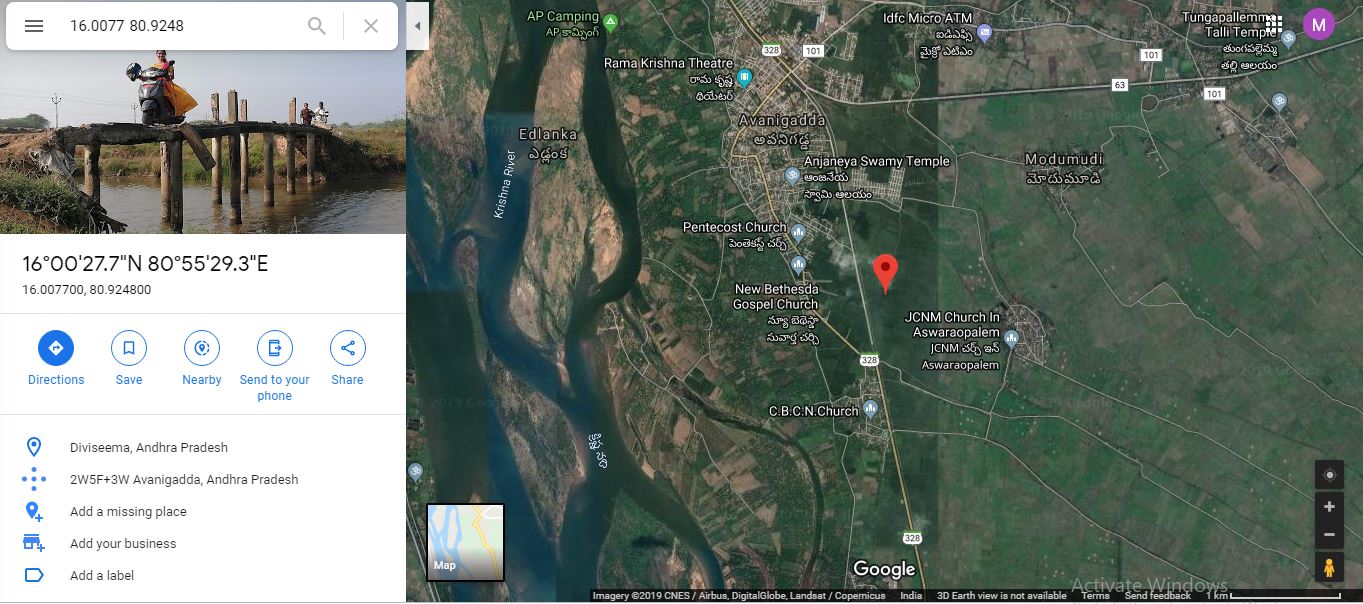 16.0077 80.9248
16°00'27.7"N 80°55'29.3"E
16.007700, 80.924800
Directions
Save
Nearby
Send to your
phone
Share
Diviseema, Andhra Pradesh
2W5F+3W Avanigadda, Andhra Pradesh
Add a missing place
Add your business
Add a label
AP Camping
AP కామ్పింగ్
Idfc Micro ATM
ఐడిఎఫ్సి
మైక్రో ఎటిఎం
Tungapallemma
Talli Temple
తుంగపల్లెమ్మ
తల్లి ఆలయం
M
328
101
101
63
101
Rama Krishna Theatre
రామ కృష్ణ
థియేటర్
Edlanka
ఎడ్లంక
Avanigadda
అవనిగడ్డ
Krishna River
Anjaneya Swamy Temple
ఆంజనేయ
స్వామి ఆలయం
Modumudi
మోదుమూడి
Pentecost Church
పెంతెకస్ట్ చర్చ్
New Bethesda
Gospel Church
న్యూ బెథెస్డా
సువార్త చర్చి
JCNM Church In
Aswaraopalem
JCNM చర్చ్ ఇన్
Aswaraopalem
328
C.B.C.N.Church
328
Map
Google
Activate Windows
Imagery ©2019 CNES / Airbus, DigitalGlobe, Landsat / Copernicus India 3D Earth view is not available Terms Send feedback 1 km